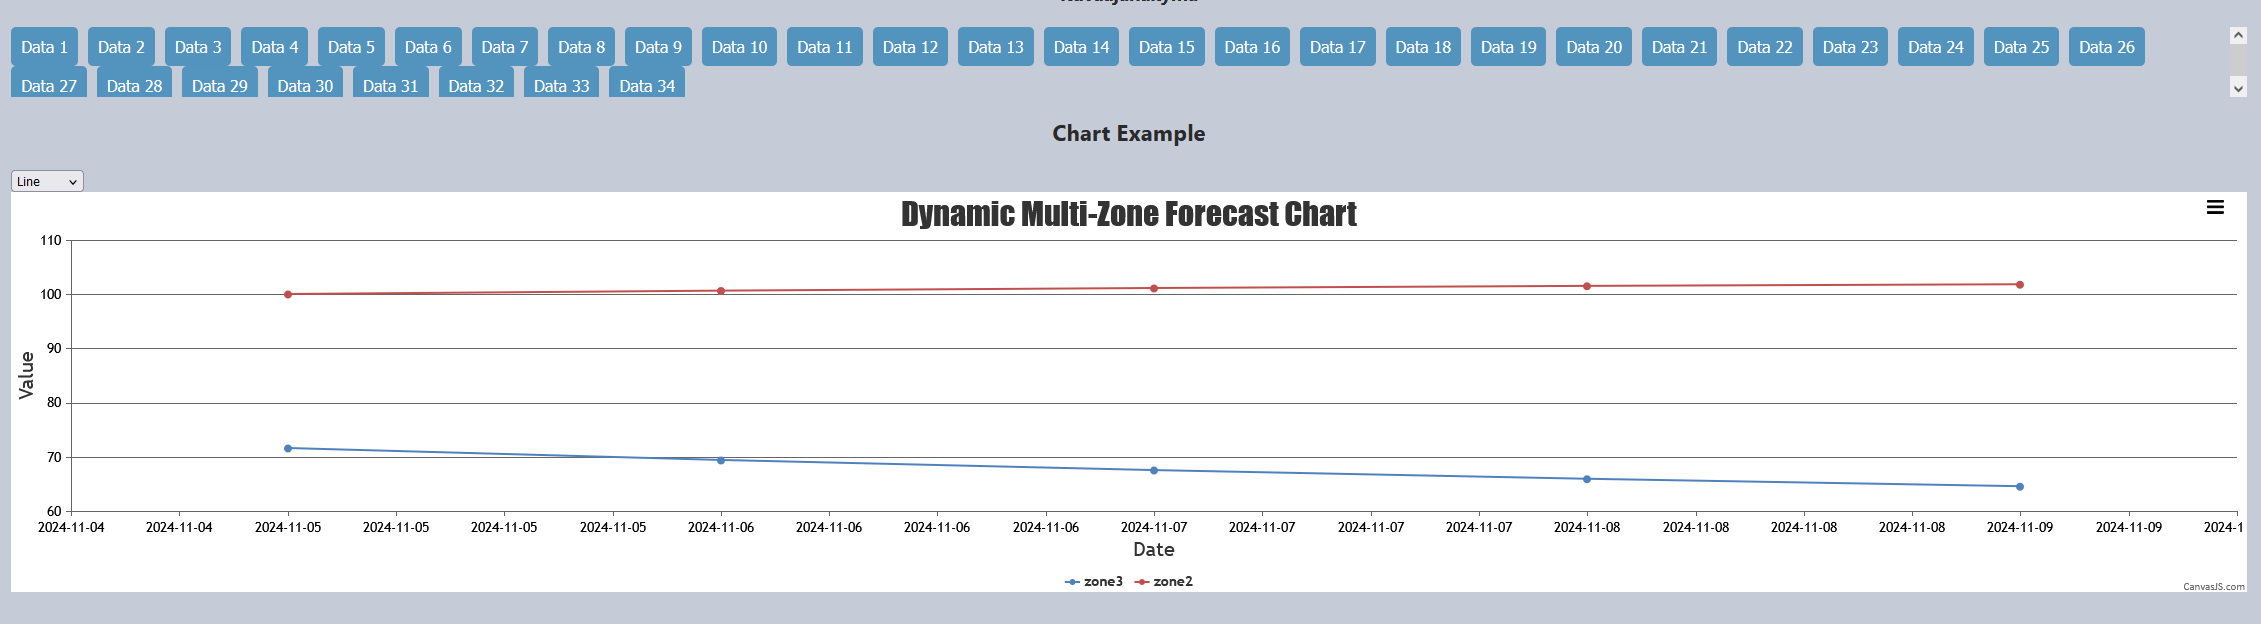 Data 1 Data 2 Data 3 Data 4 Data 5 Data 6 Data 7 Data 8 Data 9 Data 10 Data 11 Data 12 Data 13 Data 14 Data 15 Data 16 Data 17 Data 18 Data 19 Data 20 Data 21 Data 22 Data 23 Data 24 Data 25 Data 26
Data 27 Data 28 Data 29 Data 30 Data 31 Data 32 Data 33 Data 34
Chart Example
Line
Dynamic Multi-Zone Forecast Chart
110
100
90
80
70
60
Value
2024-11-04 2024-11-04 2024-11-05 2024-11-05 2024-11-05 2024-11-05 2024-11-06 2024-11-06 2024-11-06 2024-11-06 2024-11-07 2024-11-07 2024-11-07 2024-11-07 2024-11-08 2024-11-08 2024-11-08 2024-11-08 2024-11-09 2024-11-09 2024-1
Date
zone3 zone2
CanvasJS.com